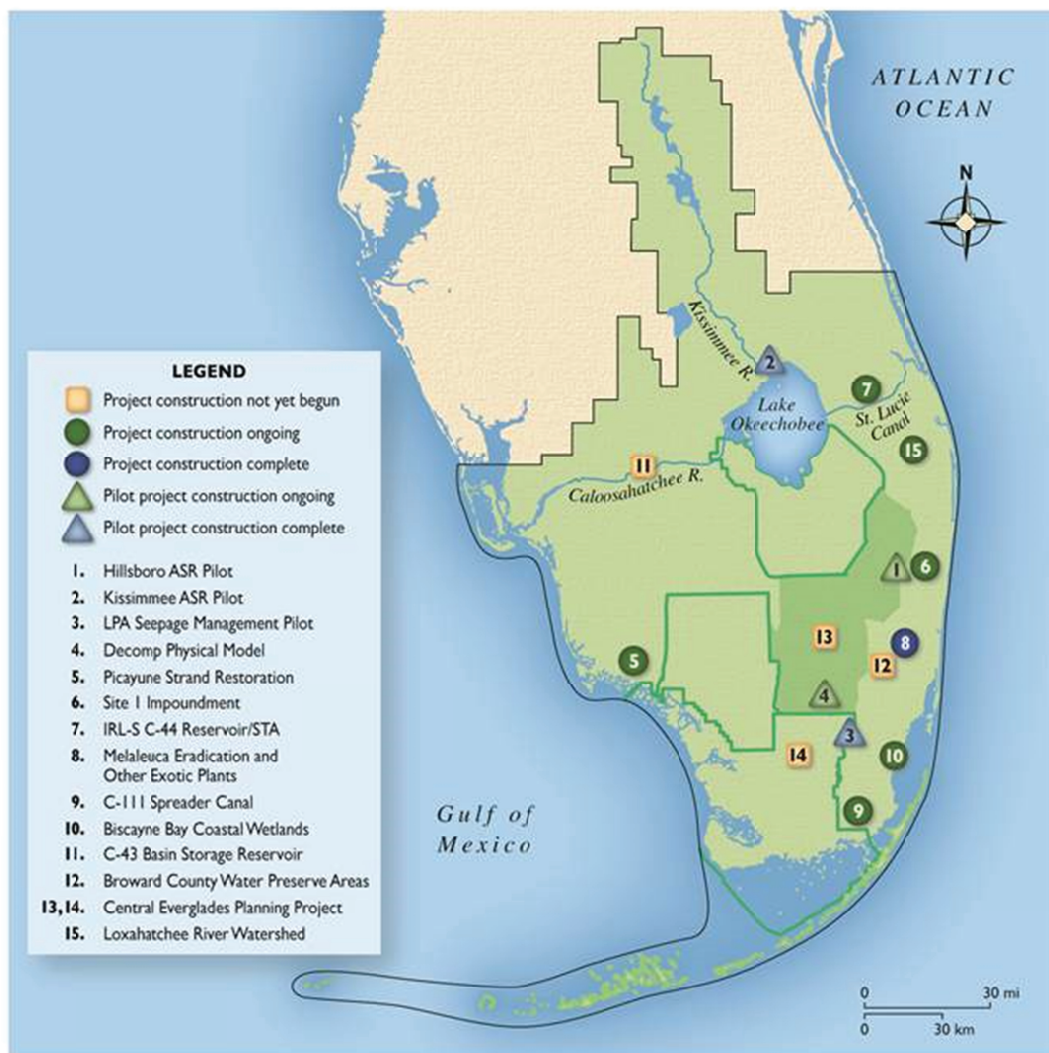 ATLANTIC
OCEAN
N
Kissimmee R.
2
Lake
Okeechobee
7
St. Lucie
Canal
15
11
Caloosahatchee R.
1
6
13
8
12
5
4
3
14
10
9
Gulf of
Mexico
LEGEND
Project construction not yet begun
Project construction ongoing
Project construction complete
Pilot project construction ongoing
Pilot project construction complete
1. Hillsboro ASR Pilot
2. Kissimmee ASR Pilot
3. LPA Seepage Management Pilot
4. Decomp Physical Model
5. Picayune Strand Restoration
6. Site 1 Impoundment
7. IRL-S C-44 Reservoir/STA
8. Melaleuca Eradication and
Other Exotic Plants
9. C-111 Spreader Canal
10. Biscayne Bay Coastal Wetlands
11. C-43 Basin Storage Reservoir
12. Broward County Water Preserve Areas
13,14. Central Everglades Planning Project
15. Loxahatchee River Watershed
0 30 mi
0 30 km